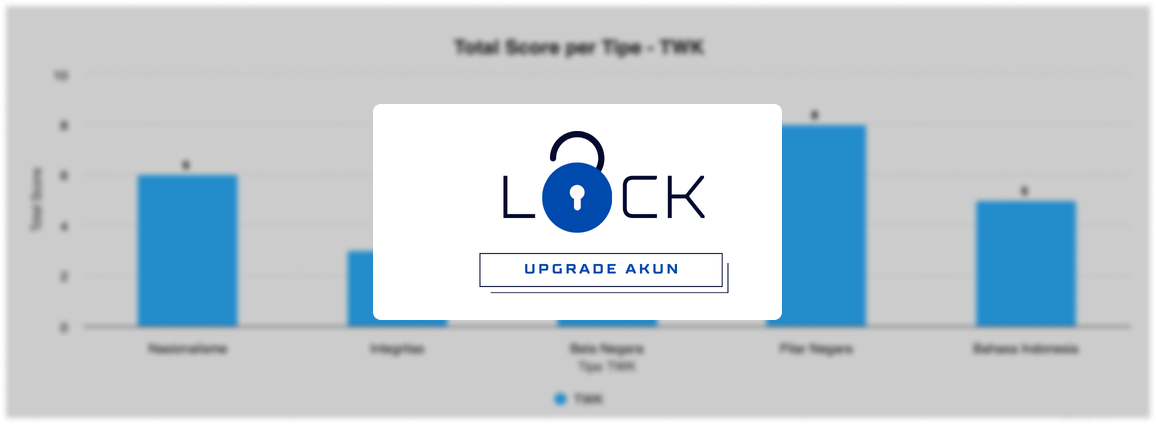 Total Score per Tipe - TWK
10
8
6
4
2
0
Total Score
6
8
5
LOCK
UPGRADE AKUN
Nasionalisme
Integritas
Bela Negara
Pilar Negara
Bahasa Indonesia
Tipe TWK
TWK